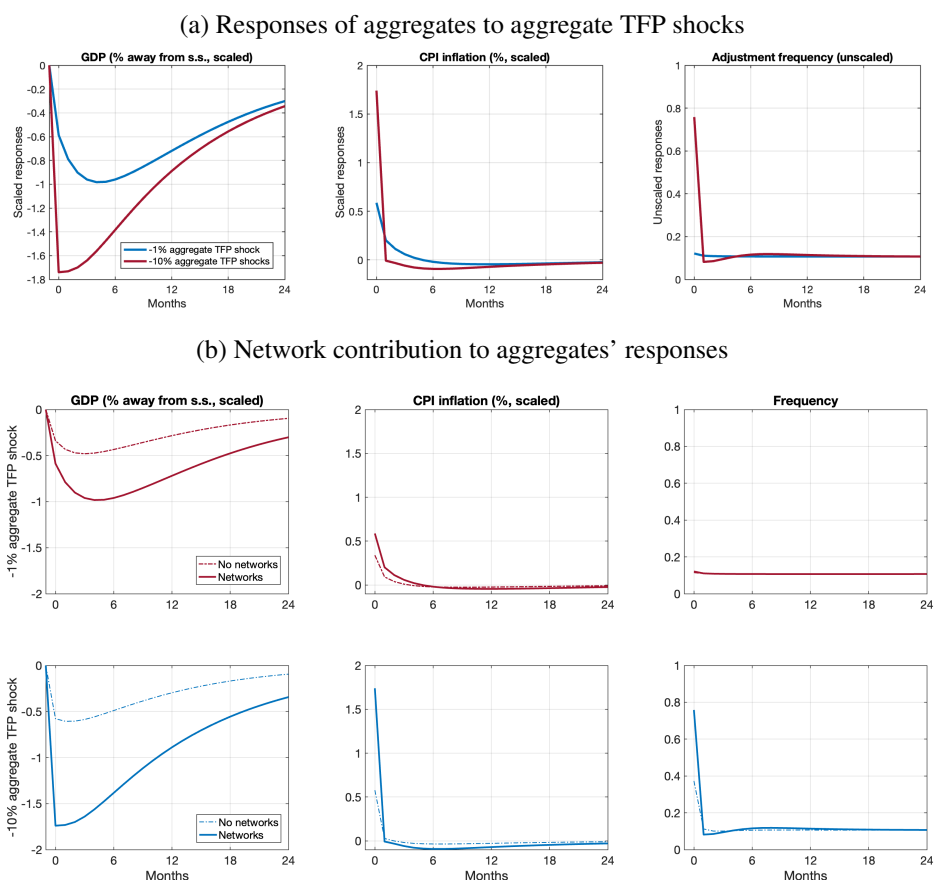 (a) Responses of aggregates to aggregate TFP shocks
GDP (% away from s.s., scaled)
Scaled responses
0
-0.2
-0.4
-0.6
-0.8
-1
-1.2
-1.4
-1.6
-1.8
-1% aggregate TFP shock
-10% aggregate TFP shocks
0 6 12 18 24
Months
CPI inflation (%, scaled)
Scaled responses
2
1.5
1
0.5
0
0 6 12 18 24
Months
Adjustment frequency (unscaled)
Unscaled responses
1
0.8
0.6
0.4
0.2
0
0 6 12 18 24
Months
(b) Network contribution to aggregates' responses
GDP (% away from s.s., scaled)
-1% aggregate TFP shock
0
-0.5
-1
-1.5
-2
No networks
Networks
0 6 12 18 24
CPI inflation (%, scaled)
2
1.5
1
0.5
0
0 6 12 18 24
Frequency
1
0.8
0.6
0.4
0.2
0
0 6 12 18 24
-10% aggregate TFP shock
0
-0.5
-1
-1.5
-2
No networks
Networks
0 6 12 18 24
Months
2
1.5
1
0.5
0
0 6 12 18 24
Months
1
0.8
0.6
0.4
0.2
0
0 6 12 18 24
Months